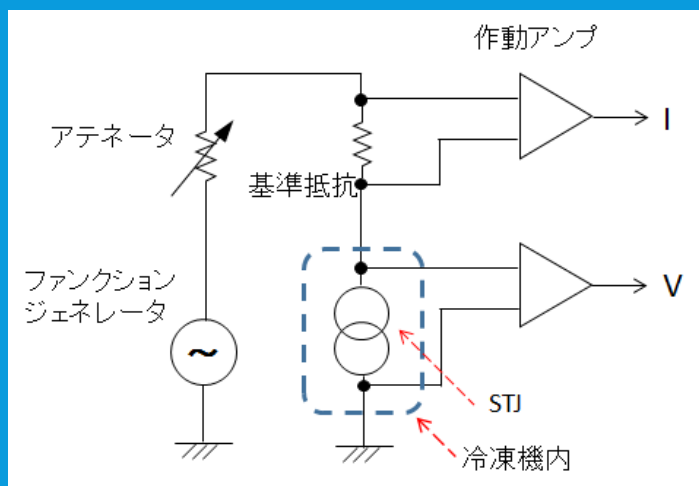 作動アンプ
I
アテネータ
基準抵抗
ファンクション
ジェネレータ
~
V
STJ
冷凍機内